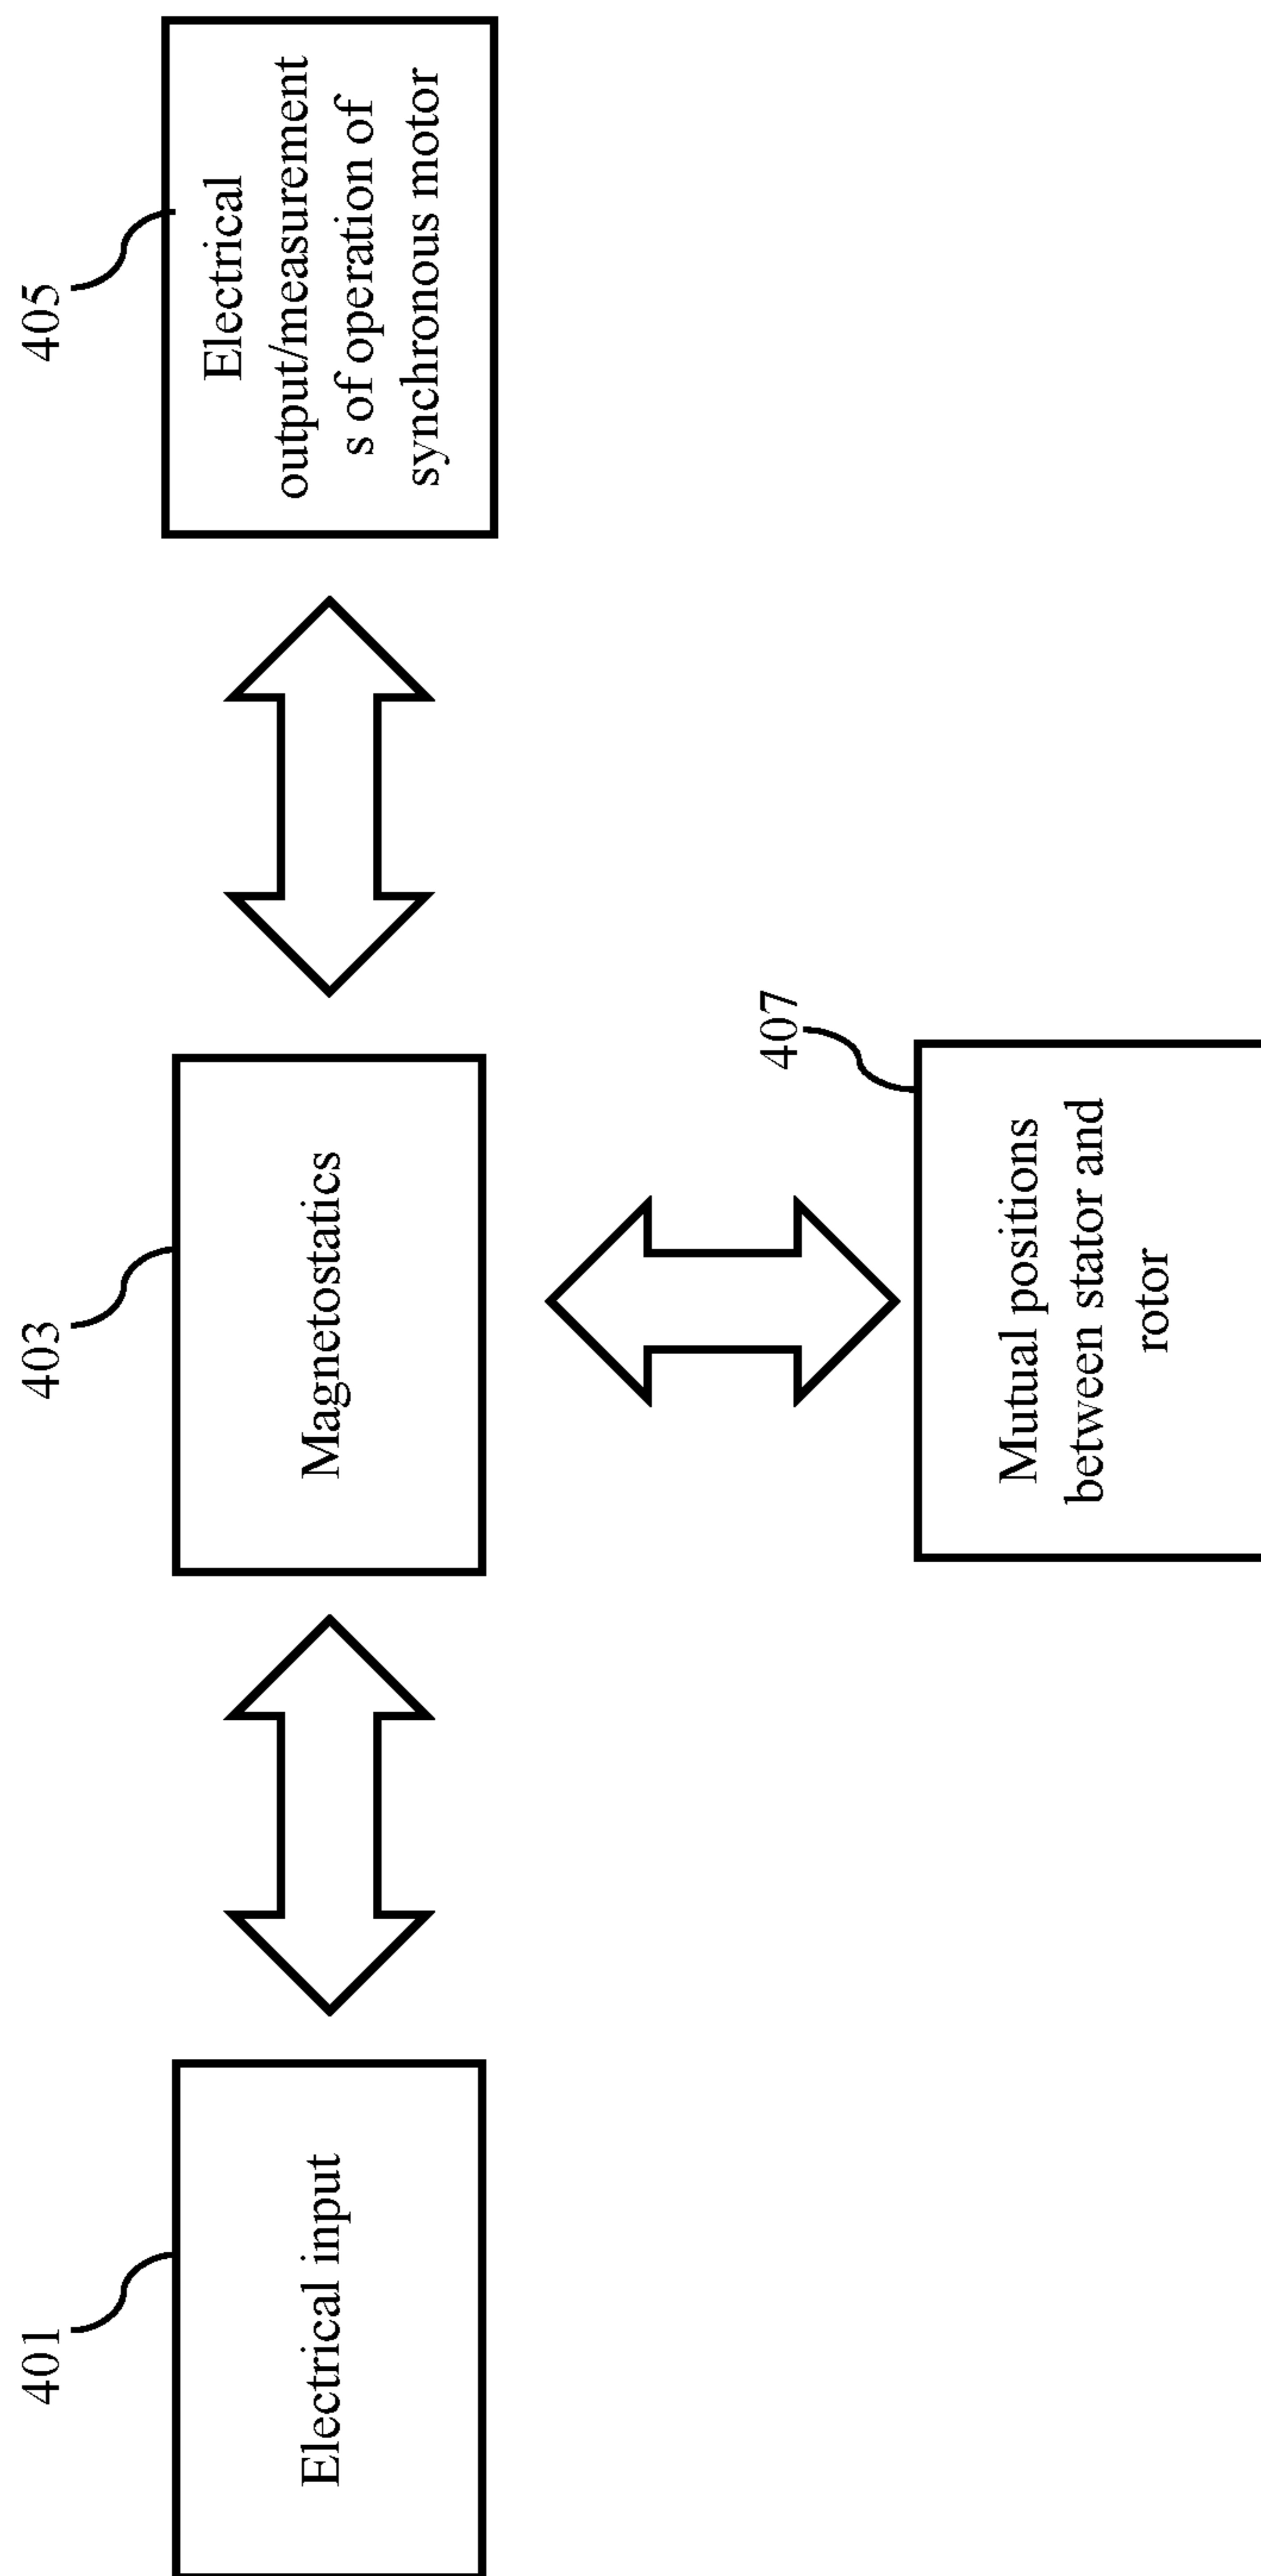 401
Electrical input
403
Magnetostatics
405
Electrical
output/measurement
s of operation of
synchronous motor
407
Mutual positions
between stator and
rotor